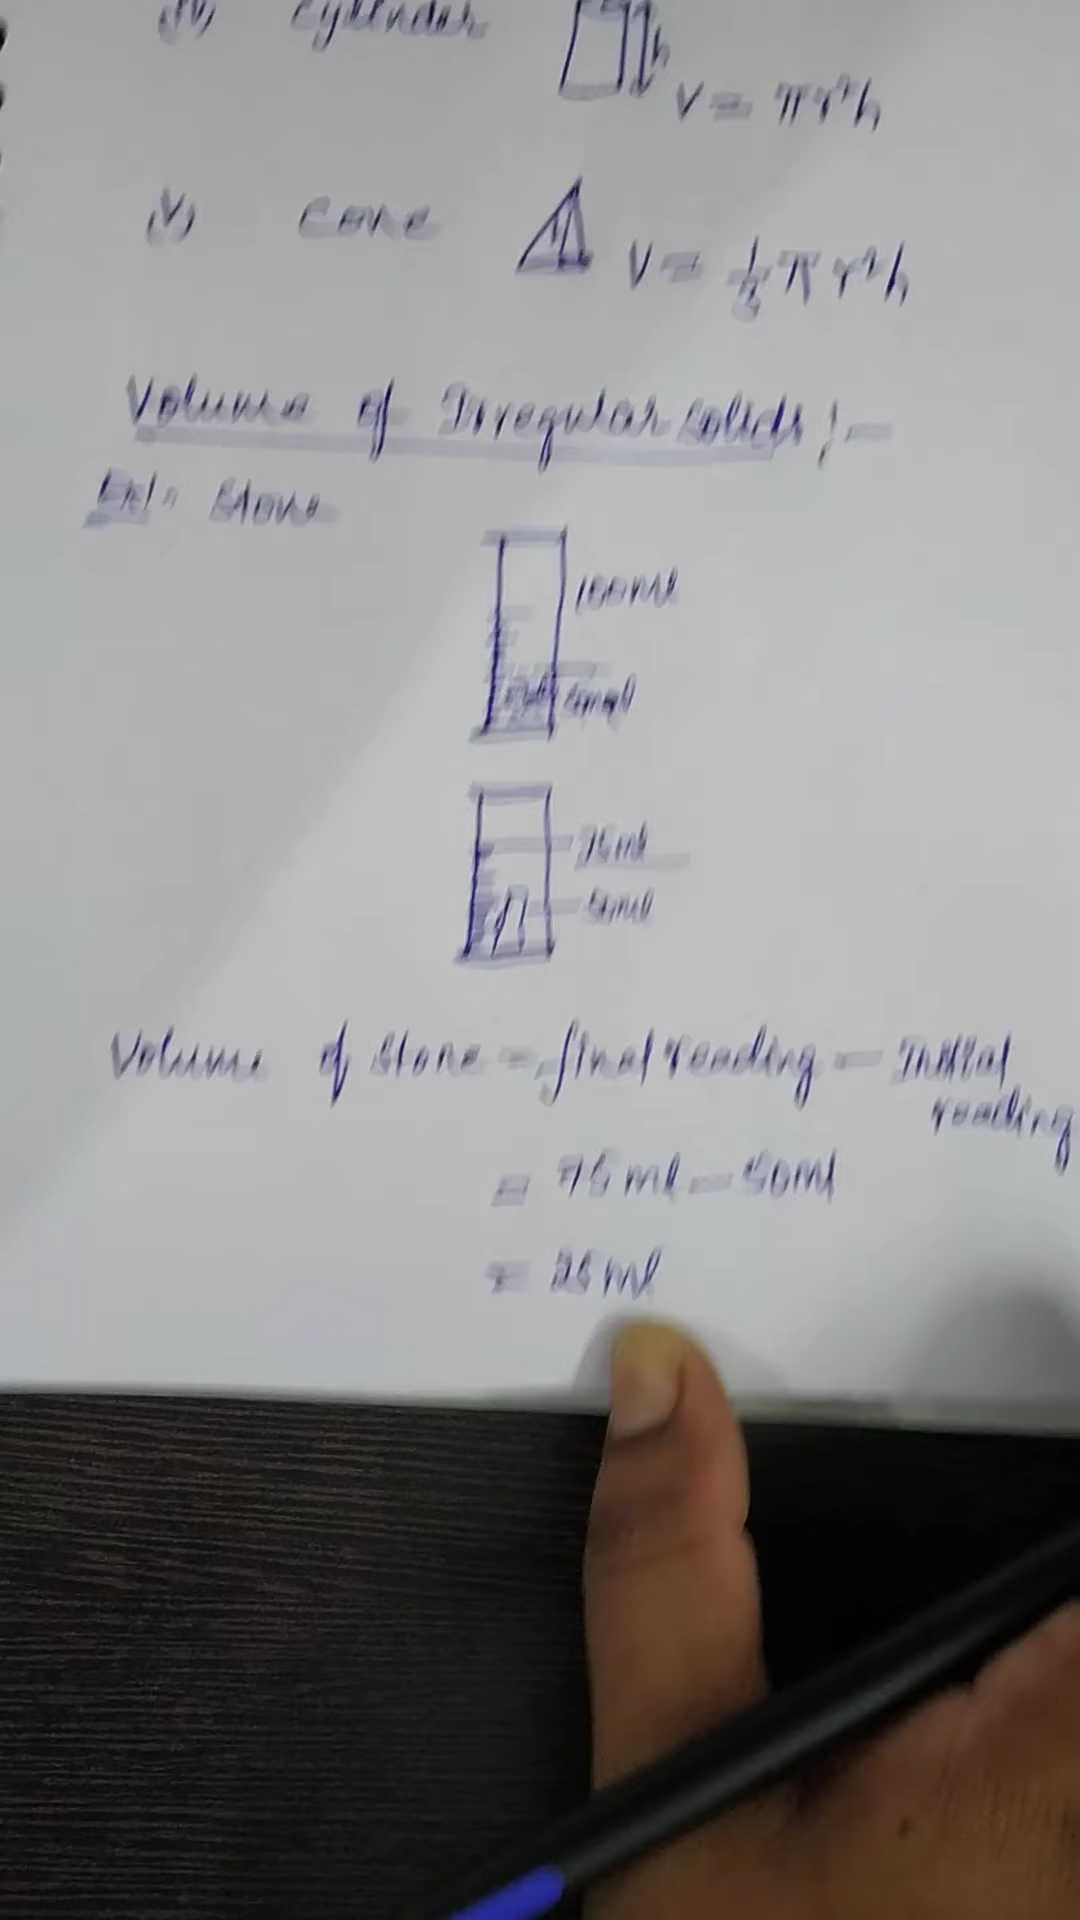 iv) cylinder h
V = πr²h
v) cone V = 1/3 πr²h
Volume of Irregular solids :-
Ex:- Stone
100ml
50ml
75ml
50ml
Volume of stone = final reading - Initial
reading
= 75 ml - 50ml
= 25 ml